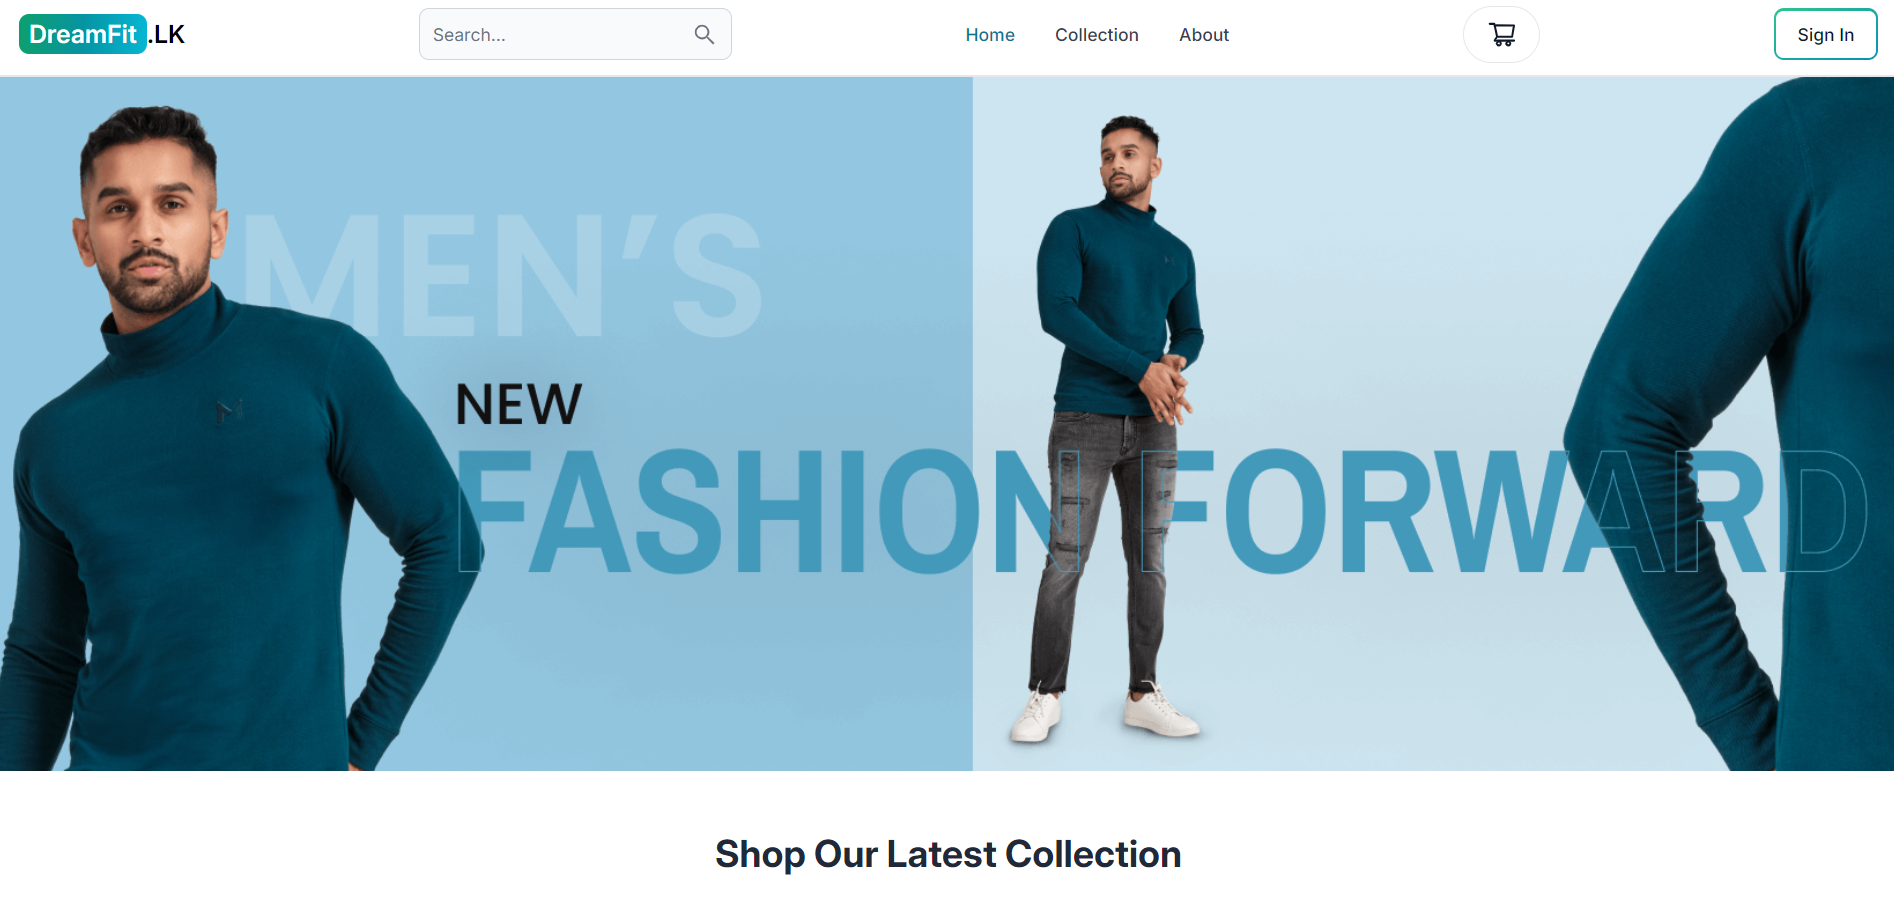 DreamFit.LK
Search...
Home
Collection
About
Sign In
MEN'S
NEW
FASHION FORWARD
Shop Our Latest Collection